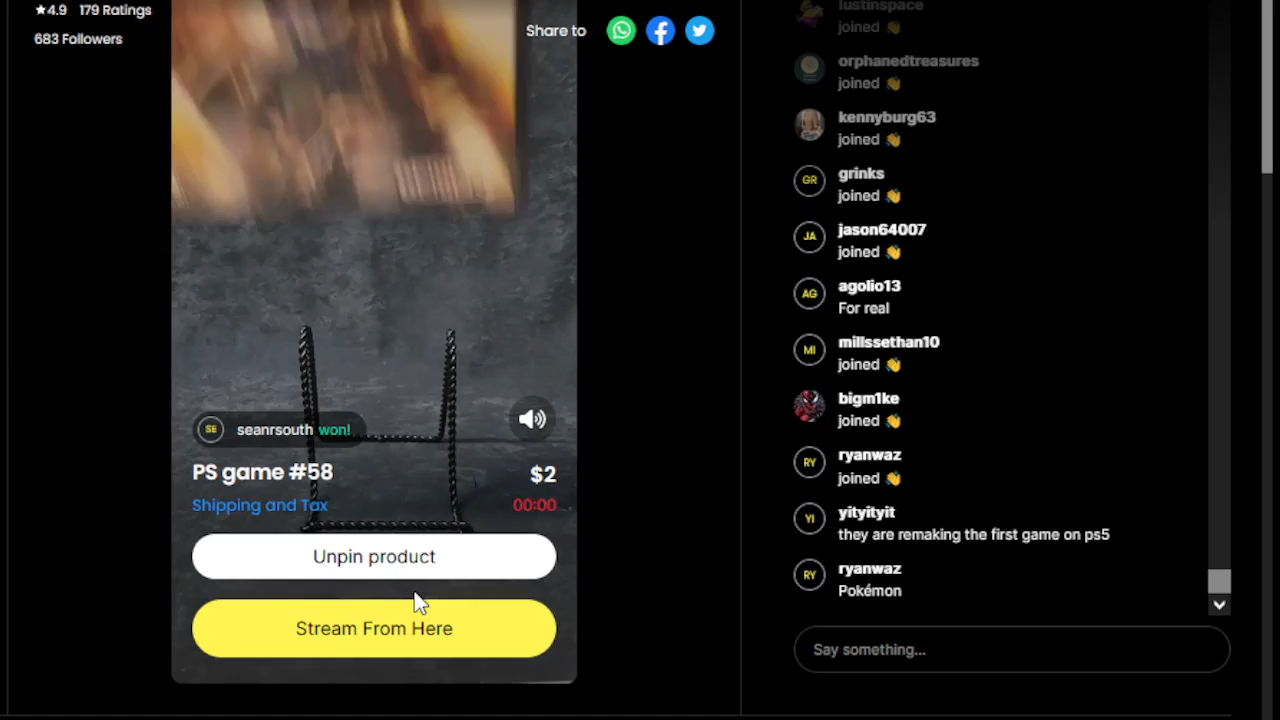 ★4.9 179 Ratings
683 Followers
Share to
seanrsouth won!
PS game #58
$2
Shipping and Tax
00:00
Unpin product
Stream From Here
lustinspace
joined 👏
orphanedtreasures
joined 👏
kennyburg63
joined 👏
GR
grinks
joined 👏
JA
jason64007
joined 👏
AG
agolio13
For real
MI
millssethan10
joined 👏
bigm1ke
joined 👏
RY
ryanwaz
joined 👏
YI
yityityit
they are remaking the first game on ps5
RY
ryanwaz
Pokémon
Say something...